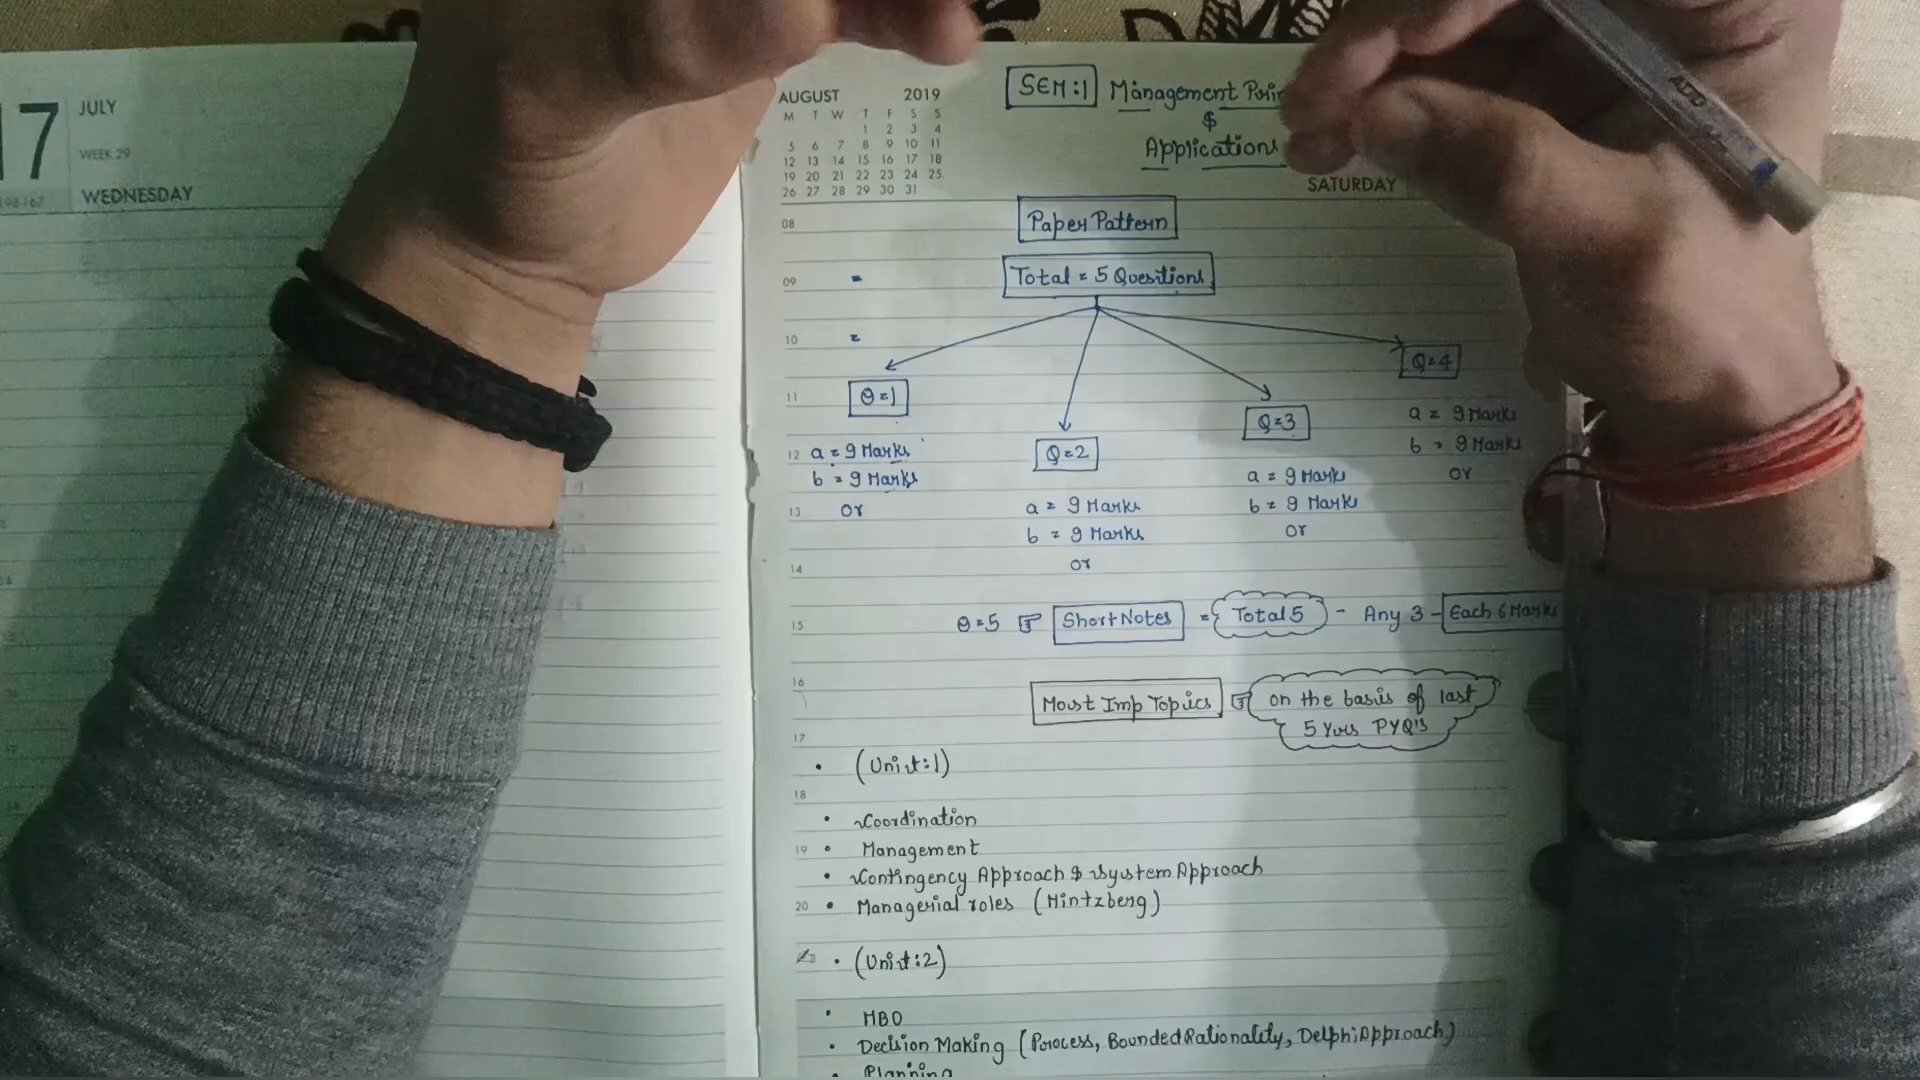 17
JULY
WEEK 29
WEDNESDAY
198-167
AUGUST 2019
M T W T F S S
1 2 3 4
5 6 7 8 9 10 11
12 13 14 15 16 17 18
19 20 21 22 23 24 25
26 27 28 29 30 31
SEM:1 Management
$
Applications
SATURDAY
Paper Pattern
08
Total = 5 Questions
09 =
10 =
Q=4
11 Q=1
Q=3
a = 9 Marks
b = 9 Marks
or
12 a = 9 Marks
b = 9 Marks
13 or
Q=2
a = 9 Marks
b = 9 Marks
or
a = 9 Marks
b = 9 Marks
or
14
15 Q=5 Short Notes = Total 5 - Any 3 - Each 6 Marks
16 Most Imp Topics on the basis of last
5 Yrs PYQ'S
17
• (Unit:1)
18
• Coordination
19 • Management
• Contingency Approach $ System Approach
20 • Managerial roles (Mintzberg)
• (Unit:2)
• MBO
• Decision Making (Process, Bounded Rationality, Delphi Approach)
• Planning